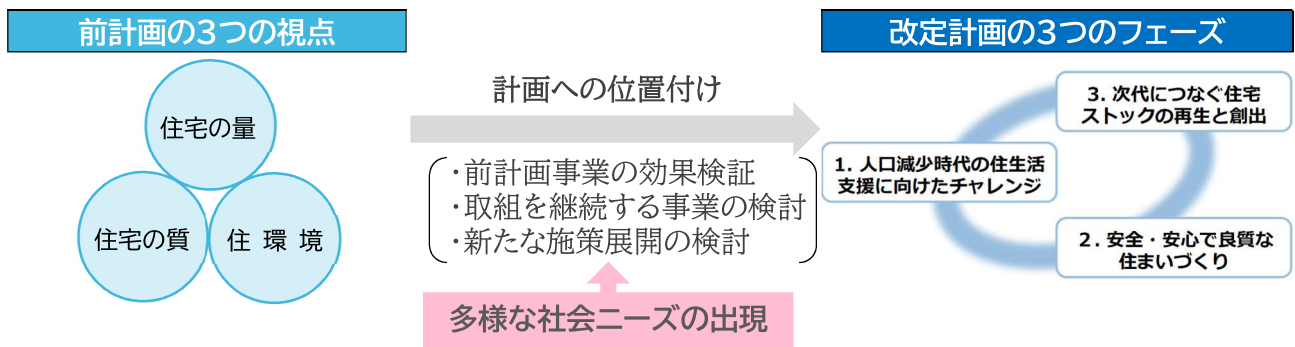 前計画の3つの視点
住宅の量
住宅の質
住 環 境
計画への位置付け
・前計画事業の効果検証
・取組を継続する事業の検討
・新たな施策展開の検討
多様な社会ニーズの出現
改定計画の3つのフェーズ
1. 人口減少時代の住生活
支援に向けたチャレンジ
2. 安全・安心で良質な
住まいづくり
3. 次代につなぐ住宅
ストックの再生と創出